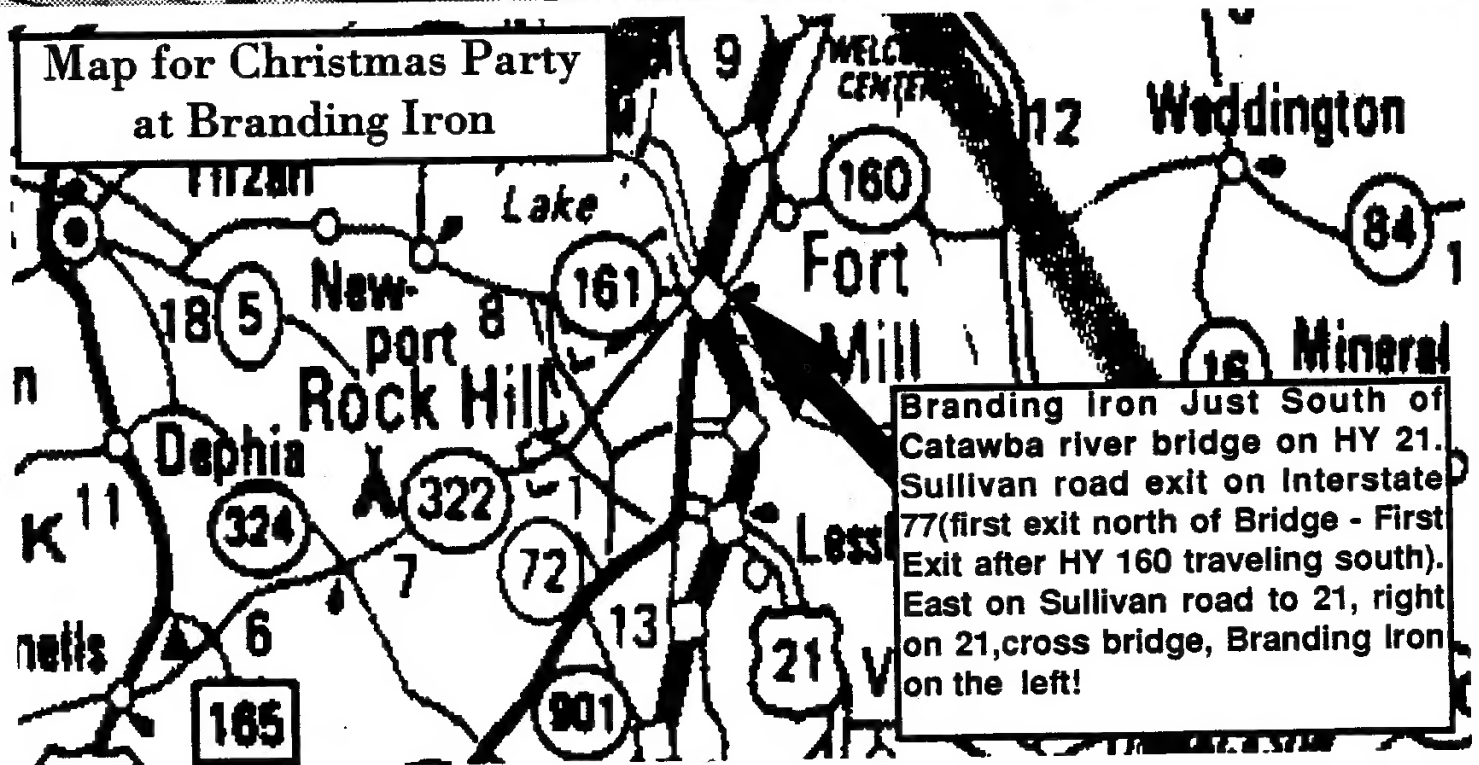 Map for Christmas Party
at Branding Iron
9
CENTER
12
Weddington
Tirzah
Lake
160
84
Fort
Mill
161
New-
port
8
18
5
Rock Hill
16
Mineral
n
Branding Iron Just South of
Catawba river bridge on HY 21.
Sullivan road exit on Interstate
77(first exit north of Bridge - First
Exit after HY 160 traveling south).
East on Sullivan road to 21, right
on 21,cross bridge, Branding Iron
on the left!
Dephia
11
K
324
322
7
1
72
6
13
21
V
165
901